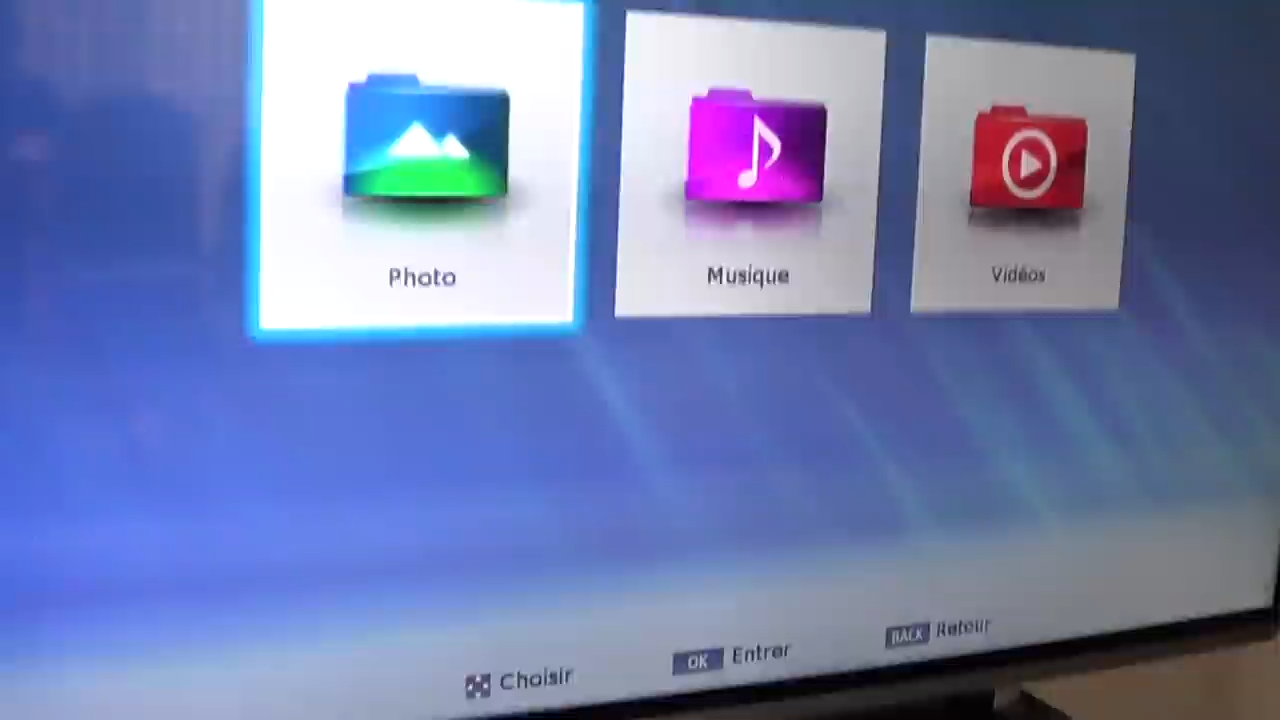 Photo
Musique
Vidéos
Choisir
OK Entrer
BACK Retour